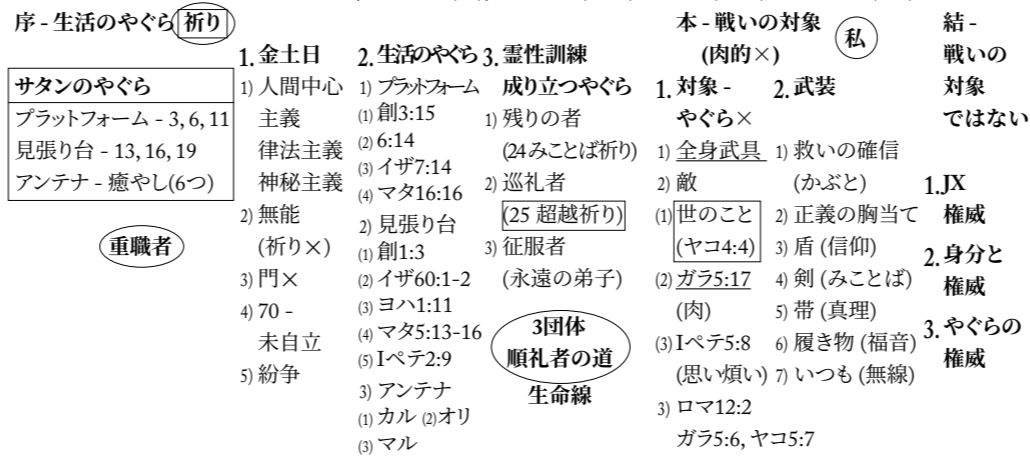 序 - 生活のやぐら 祈り
サタンのやぐら
プラットフォーム - 3, 6, 11
見張り台 - 13, 16, 19
アンテナ - 癒やし(6つ)
重職者
1. 金土日
1) 人間中心
主義
律法主義
神秘主義
2) 無能
(祈り×)
3) 門×
4) 70 -
未自立
5) 紛争
2. 生活のやぐら
1) プラットフォーム
(1) 創3:15
(2) 6:14
(3) イザ7:14
(4) マタ16:16
2) 見張り台
(1) 創1:3
(2) イザ60:1-2
(3) ヨハ1:11
(4) マタ5:13-16
(5) Iペテ2:9
3) アンテナ
(1) カル (2)オリ
(3) マル
3. 霊性訓練
成り立つやぐら
1) 残りの者
(24みことば祈り)
2) 巡礼者
(25 超越祈り)
3) 征服者
(永遠の弟子)
3団体
順礼者の道
生命線
本 - 戦いの対象
(肉的×)
私
1. 対象 -
やぐら×
1) 全身武具
2) 敵
(1) 世のこと
(ヤコ4:4)
(2) ガラ5:17
(肉)
(3) Iペテ5:8
(思い煩い)
3) ロマ12:2
ガラ5:6, ヤコ5:7
2. 武装
1) 救いの確信
(かぶと)
2) 正義の胸当て
3) 盾 (信仰)
4) 剣 (みことば)
5) 帯 (真理)
6) 履き物 (福音)
7) いつも (無線)
結 -
戦いの
対象
ではない
1.JX
権威
2. 身分と
権威
3. やぐらの
権威